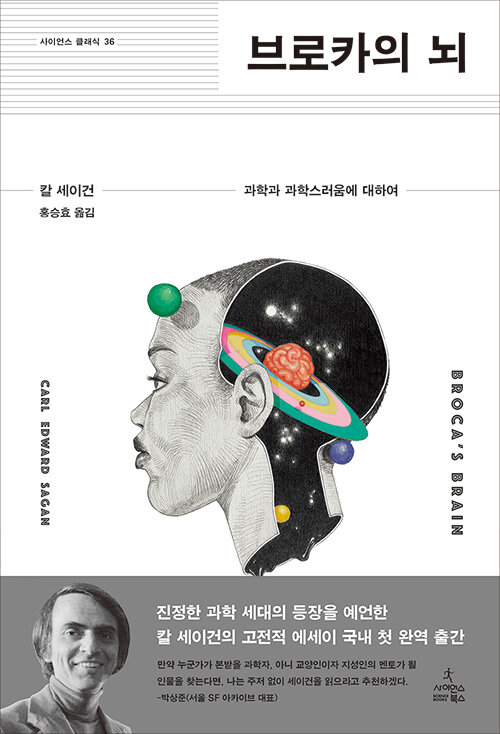 사이언스 클래식 36
브로카의 뇌
칼 세이건
과학과 과학스러움에 대하여
홍승효 옮김
CARL EDWARD SAGAN
BROCA'S BRAIN
진정한 과학 세대의 등장을 예언한
칼 세이건의 고전적 에세이 국내 첫 완역 출간
만약 누군가가 본받을 과학자, 아니 교양인이자 지성인의 멘토가 될
인물을 찾는다면, 나는 주저 없이 세이건을 읽으라고 추천하겠다.
-박상준(서울 SF 아카이브 대표)
사이언스
SCIENCE BOOKS 북스